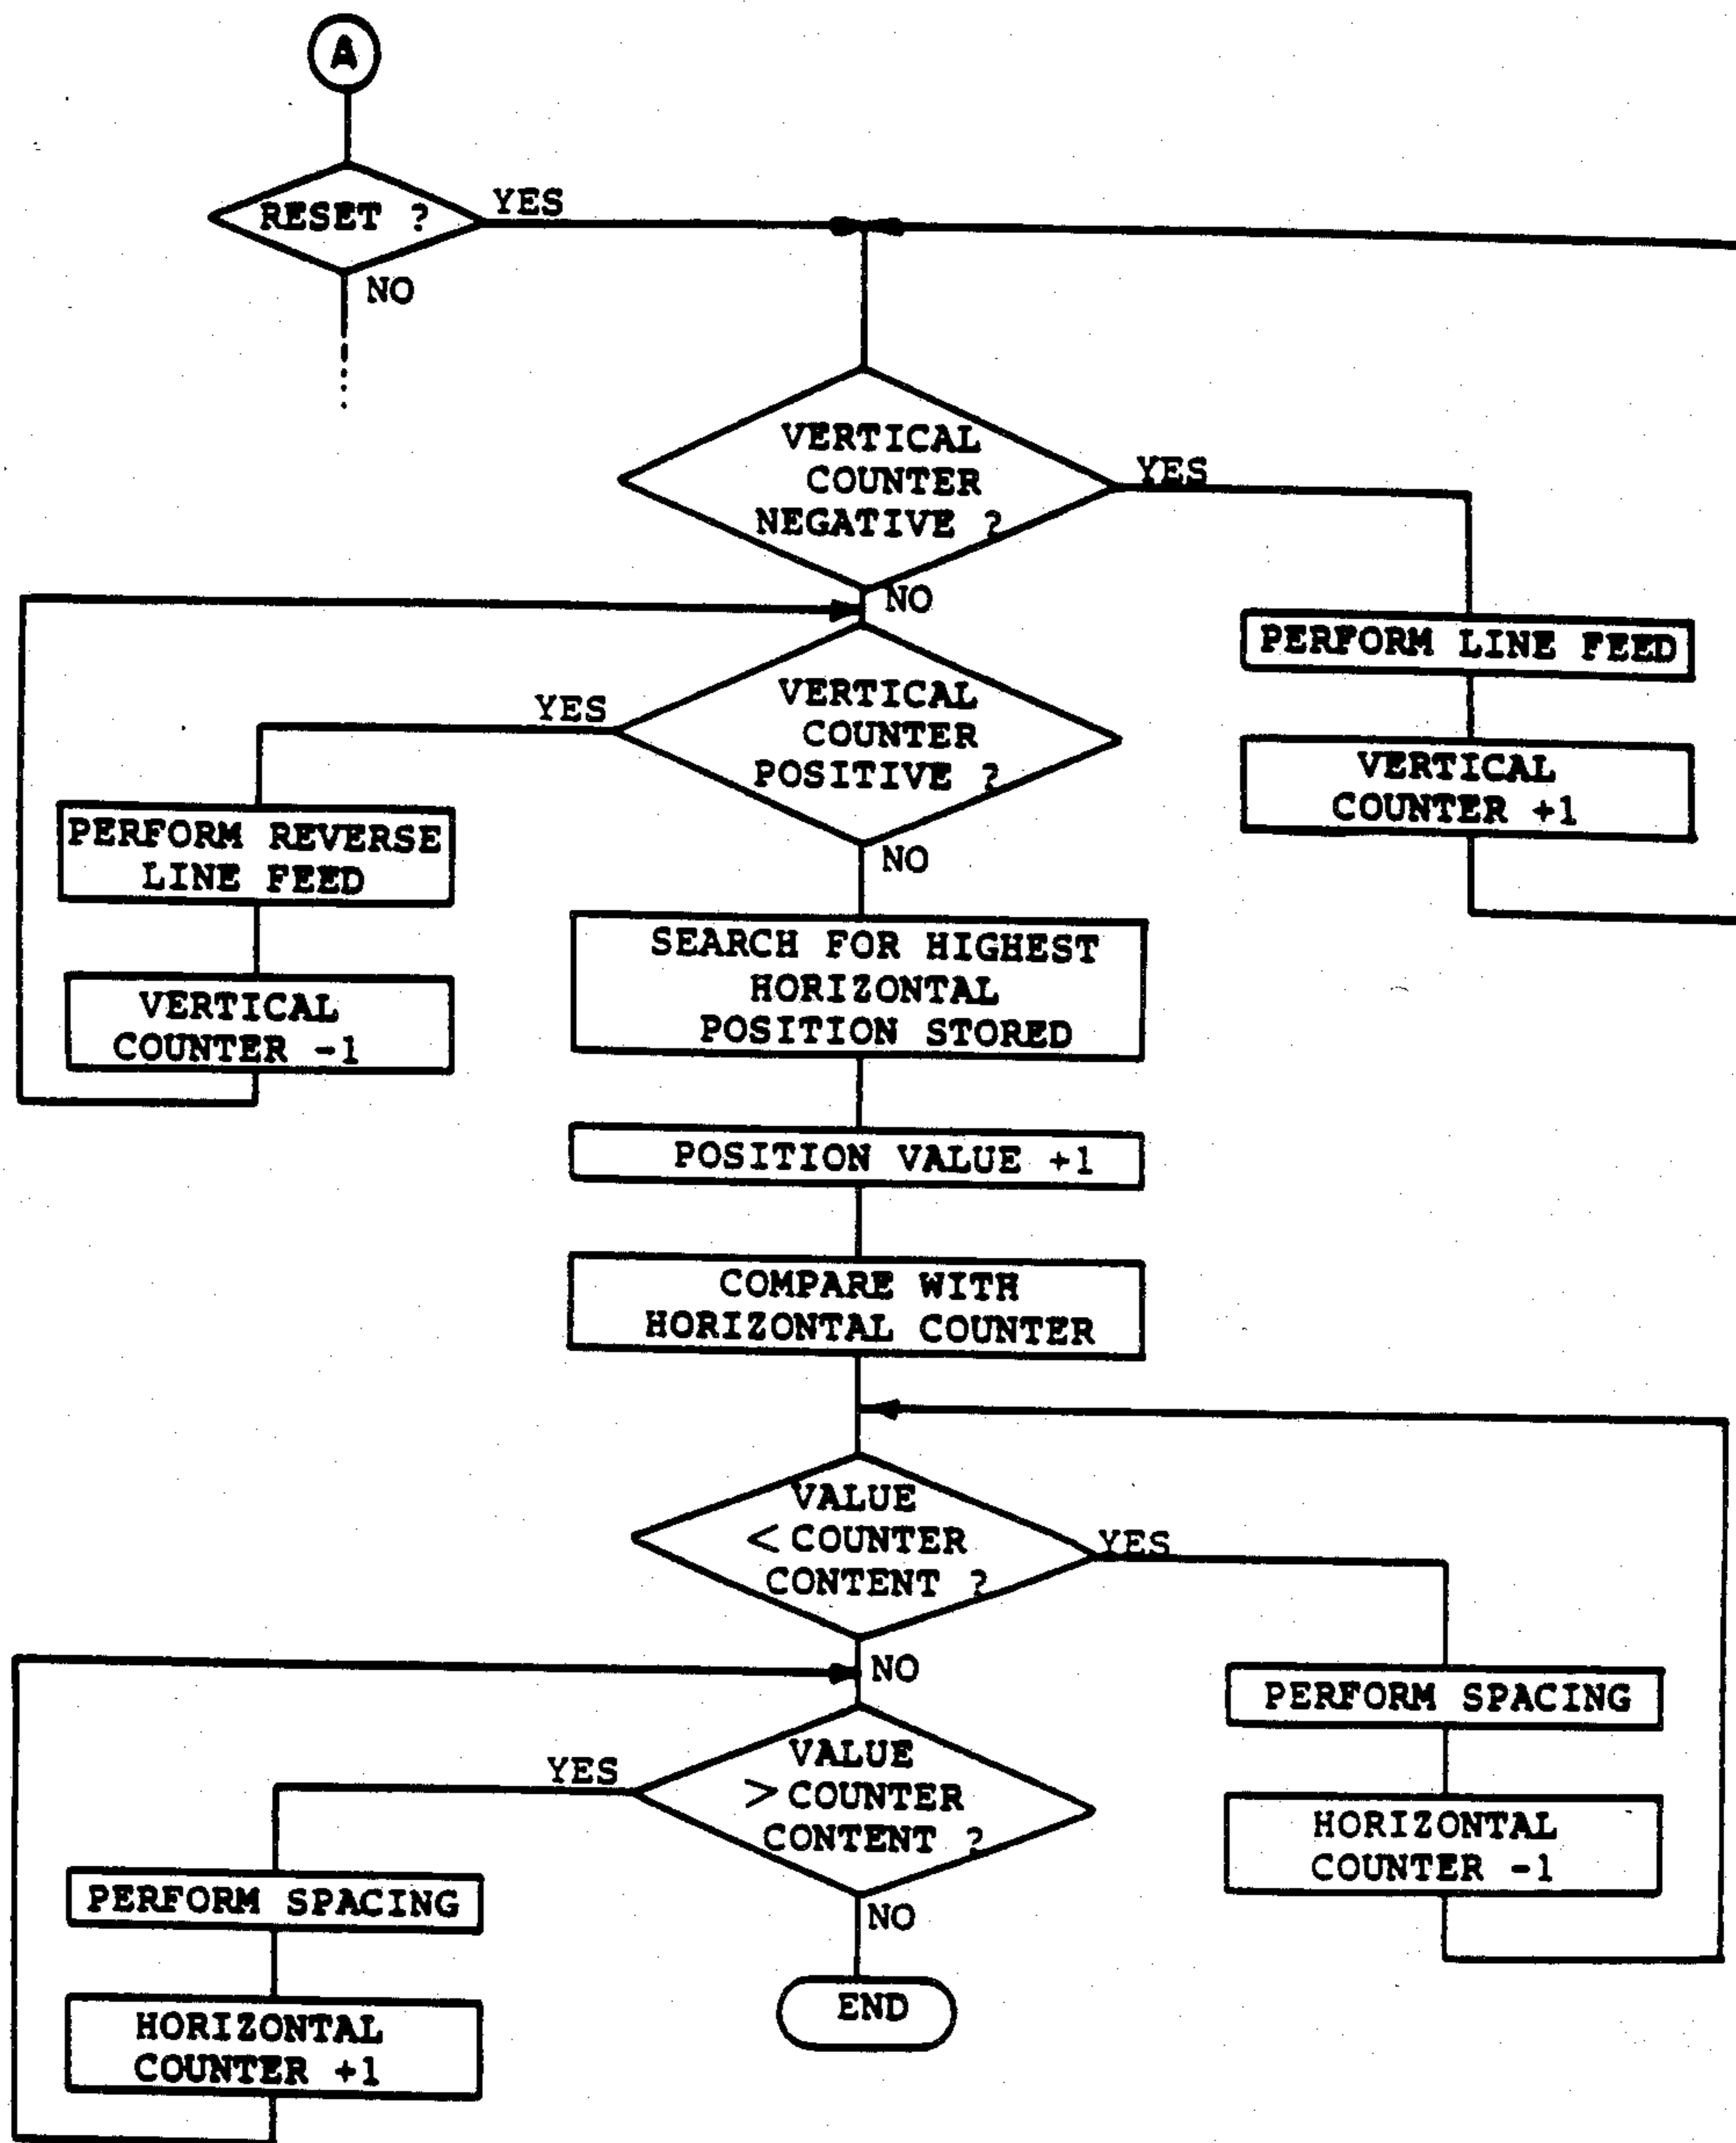 A
RESET ?
YES
NO
VERTICAL
COUNTER
NEGATIVE ?
YES
NO
PERFORM LINE FEED
VERTICAL
COUNTER +1
VERTICAL
COUNTER
POSITIVE ?
YES
NO
PERFORM REVERSE
LINE FEED
VERTICAL
COUNTER -1
SEARCH FOR HIGHEST
HORIZONTAL
POSITION STORED
POSITION VALUE +1
COMPARE WITH
HORIZONTAL COUNTER
VALUE
< COUNTER
CONTENT ?
YES
NO
PERFORM SPACING
HORIZONTAL
COUNTER -1
VALUE
> COUNTER
CONTENT ?
YES
NO
PERFORM SPACING
HORIZONTAL
COUNTER +1
END